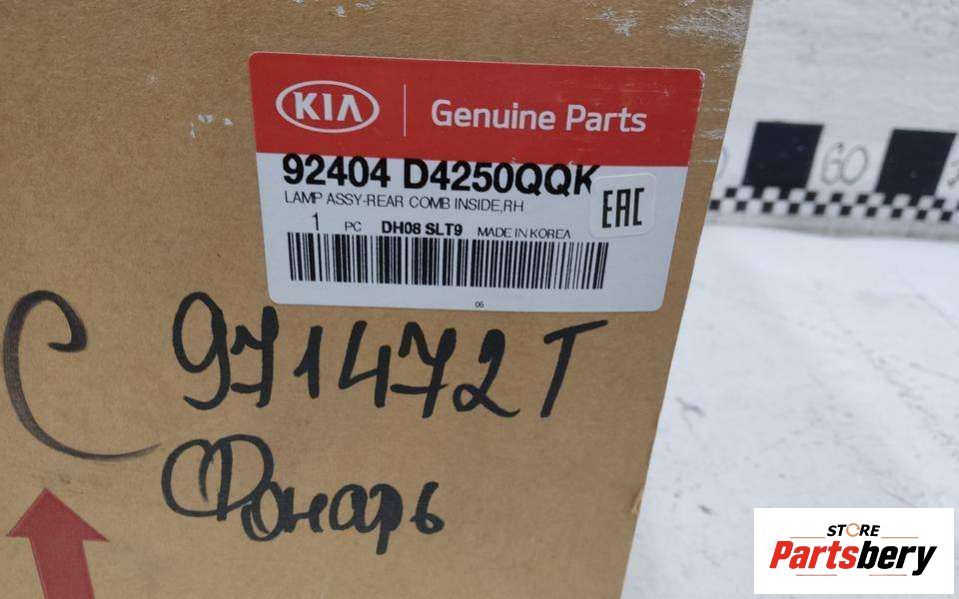 KIA Genuine Parts
92404 D4250QQK
LAMP ASSY-REAR COMB INSIDE,RH
EAC
1 PC DH08 SLT9 MADE IN KOREA
06
60
С 971472Т
Фонарь
STORE
Partsbery